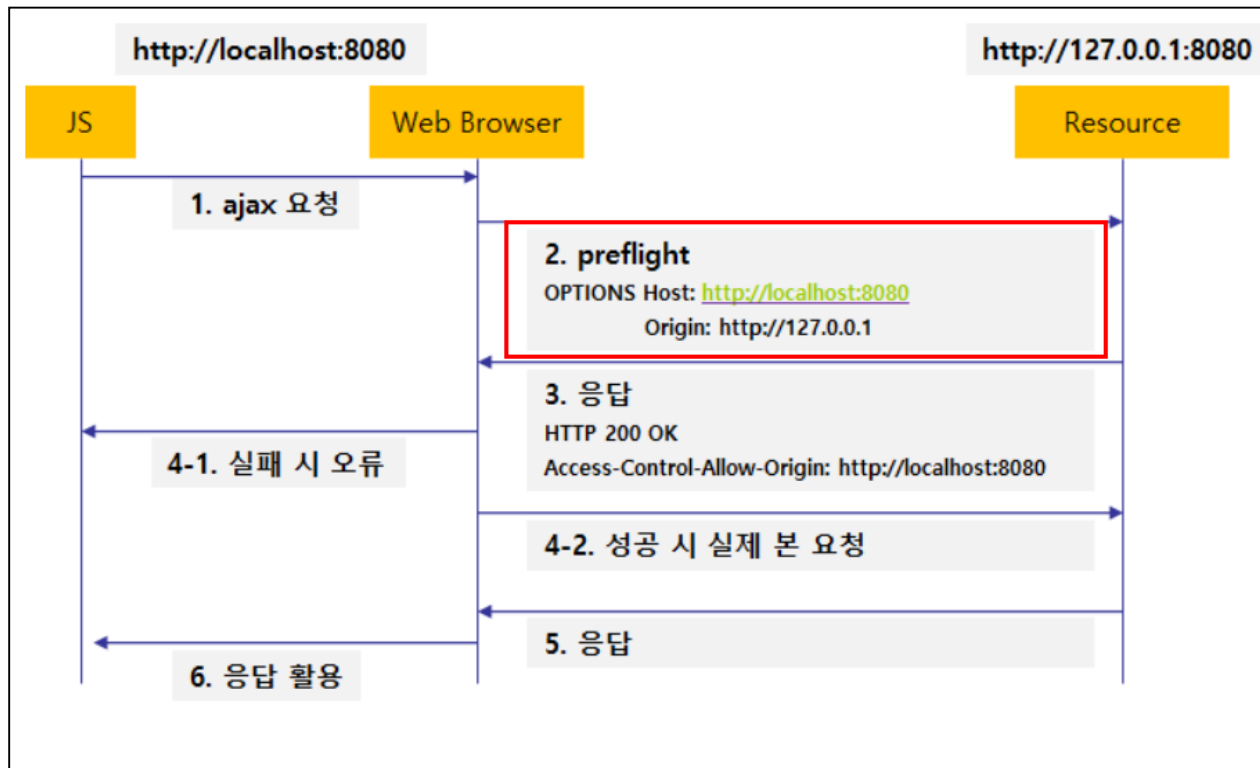 http://localhost:8080
http://127.0.0.1:8080
JS
Web Browser
Resource
1. ajax 요청
2. preflight
OPTIONS Host: http://localhost:8080
Origin: http://127.0.0.1
3. 응답
HTTP 200 OK
Access-Control-Allow-Origin: http://localhost:8080
4-1. 실패 시 오류
4-2. 성공 시 실제 본 요청
5. 응답
6. 응답 활용